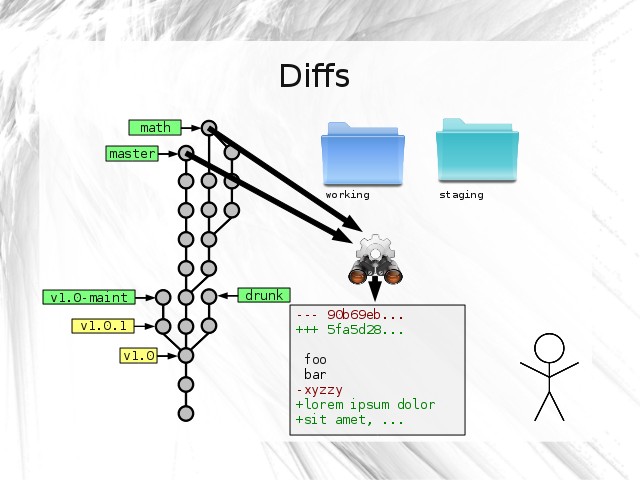 Diffs
math
master
working
staging
v1.0-maint
drunk
v1.0.1
v1.0
--- 90b69eb...
+++ 5fa5d28...
foo
bar
-xyzzy
+lorem ipsum dolor
+sit amet, ...